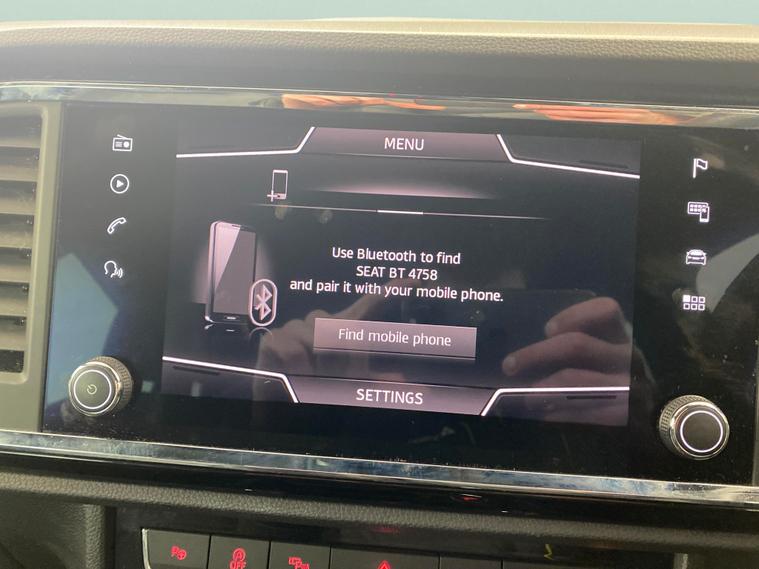 MENU
Use Bluetooth to find
SEAT BT 4758
and pair it with your mobile phone.
Find mobile phone
SETTINGS
OFF